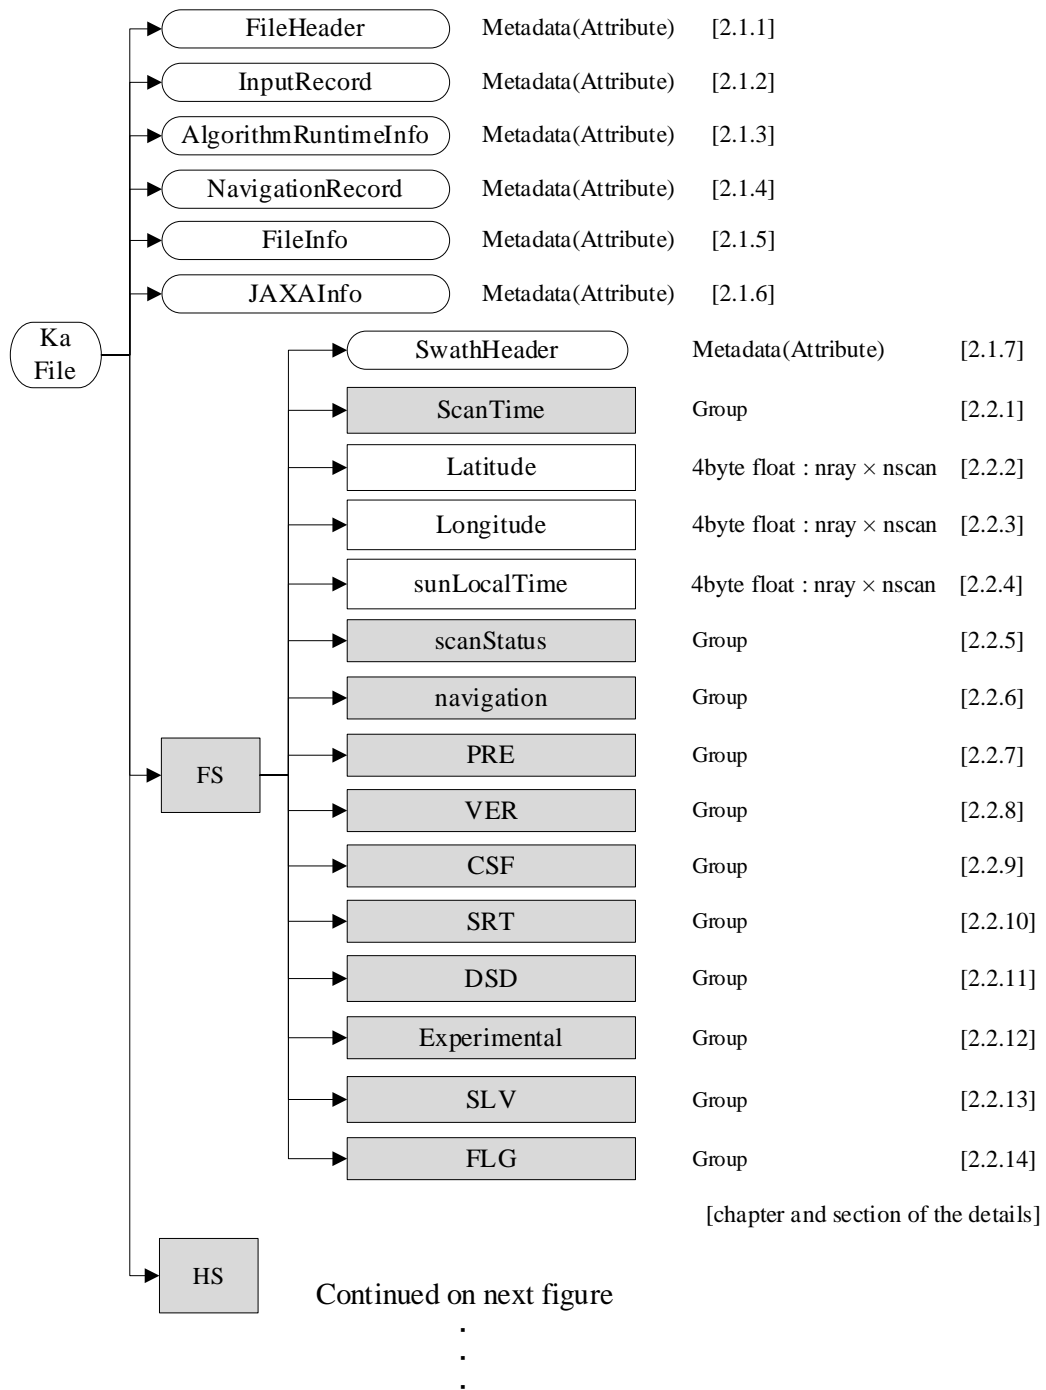 FileHeader Metadata(Attribute) [2.1.1]
InputRecord Metadata(Attribute) [2.1.2]
AlgorithmRuntimeInfo Metadata(Attribute) [2.1.3]
NavigationRecord Metadata(Attribute) [2.1.4]
FileInfo Metadata(Attribute) [2.1.5]
JAXAInfo Metadata(Attribute) [2.1.6]
Ka
File
SwathHeader Metadata(Attribute) [2.1.7]
ScanTime Group [2.2.1]
Latitude 4byte float : nray × nscan [2.2.2]
Longitude 4byte float : nray × nscan [2.2.3]
sunLocalTime 4byte float : nray × nscan [2.2.4]
scanStatus Group [2.2.5]
navigation Group [2.2.6]
FS
PRE Group [2.2.7]
VER Group [2.2.8]
CSF Group [2.2.9]
SRT Group [2.2.10]
DSD Group [2.2.11]
Experimental Group [2.2.12]
SLV Group [2.2.13]
FLG Group [2.2.14]
[chapter and section of the details]
HS
Continued on next figure